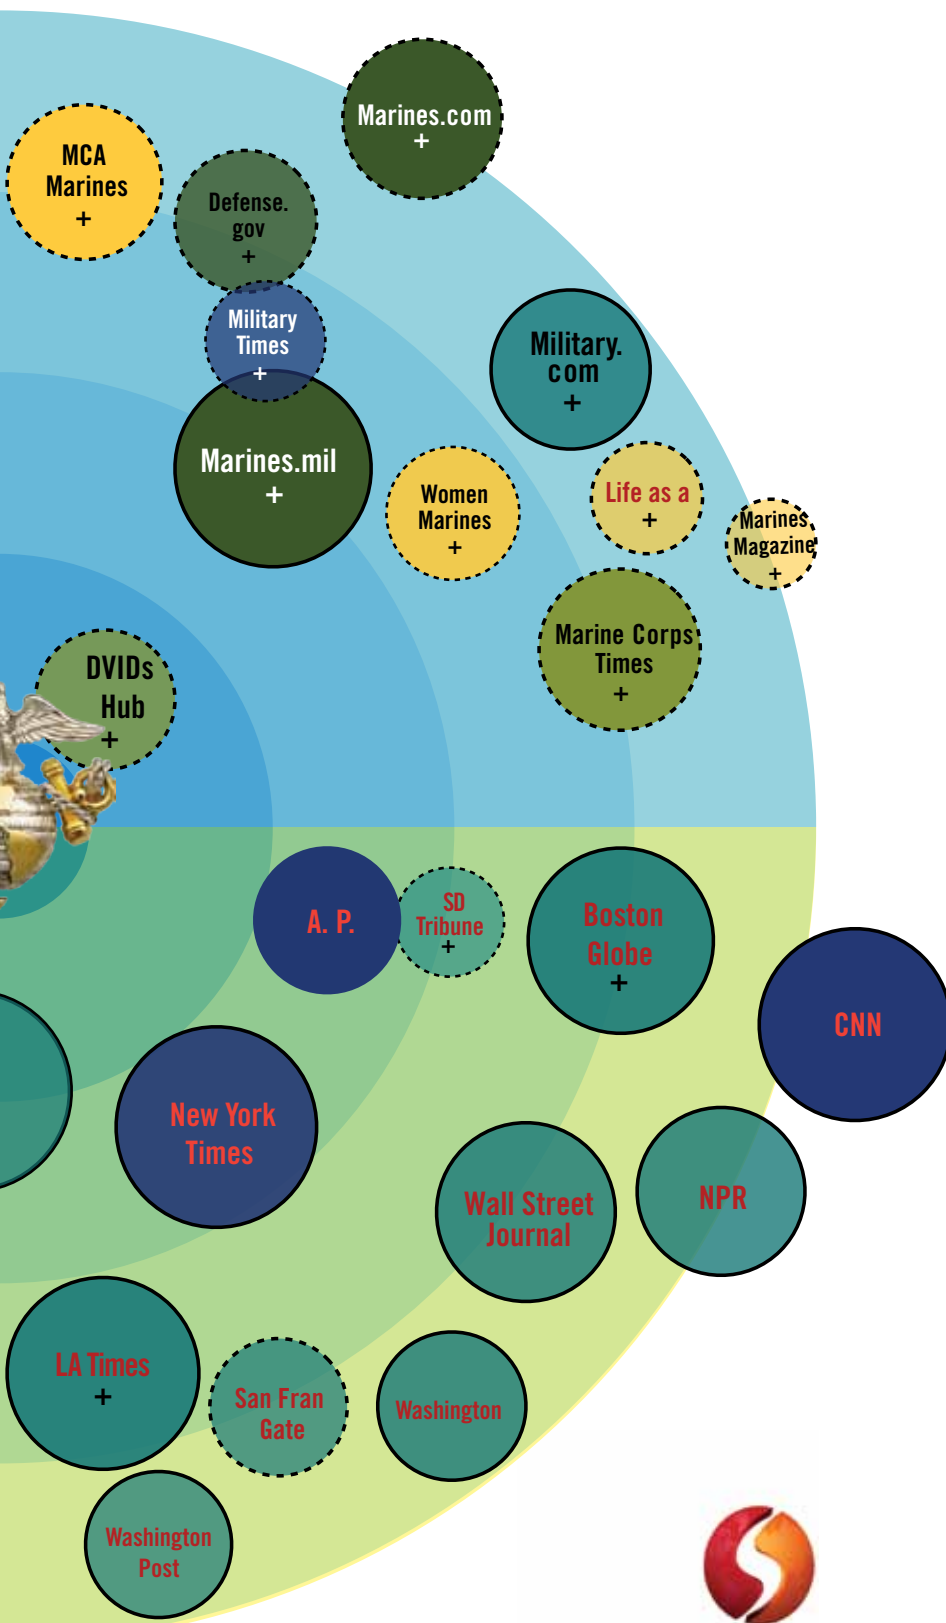 Marines.com
+
MCA
Marines
+
Defense.
gov
+
Military
Times
+
Military.
com
+
Marines.mil
+
Women
Marines
+
Life as a
+
Marines
Magazine
+
Marine Corps
Times
+
DVIDs
Hub
+
A. P.
SD
Tribune
+
Boston
Globe
+
CNN
New York
Times
Wall Street
Journal
NPR
LA Times
+
San Fran
Gate
Washington
Washington
Post